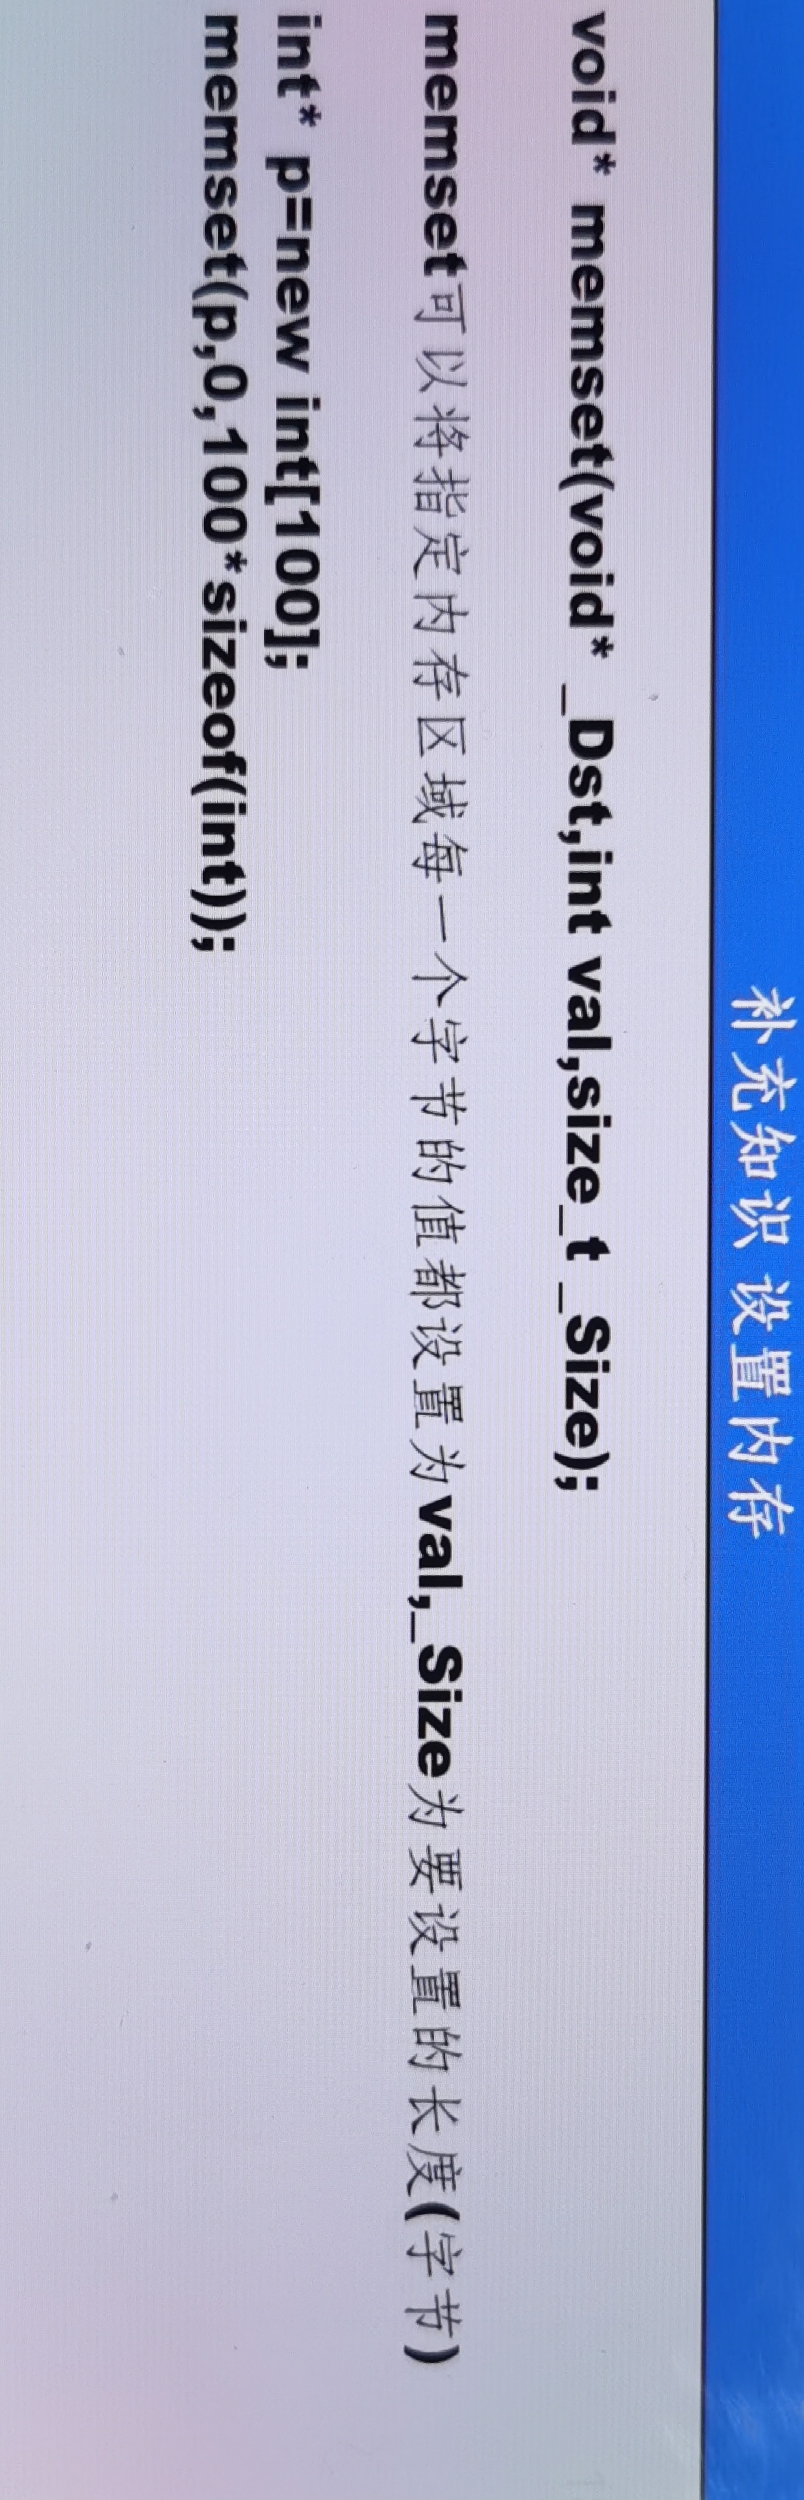 补充知识 设置内存
void* memset(void* _Dst,int val,size_t _Size);
memset可以将指定内存区域每一个字节的值都设置为val,_Size为要设置的长度(字节)
int* p=new int[100];
memset(p,0,100*sizeof(int));